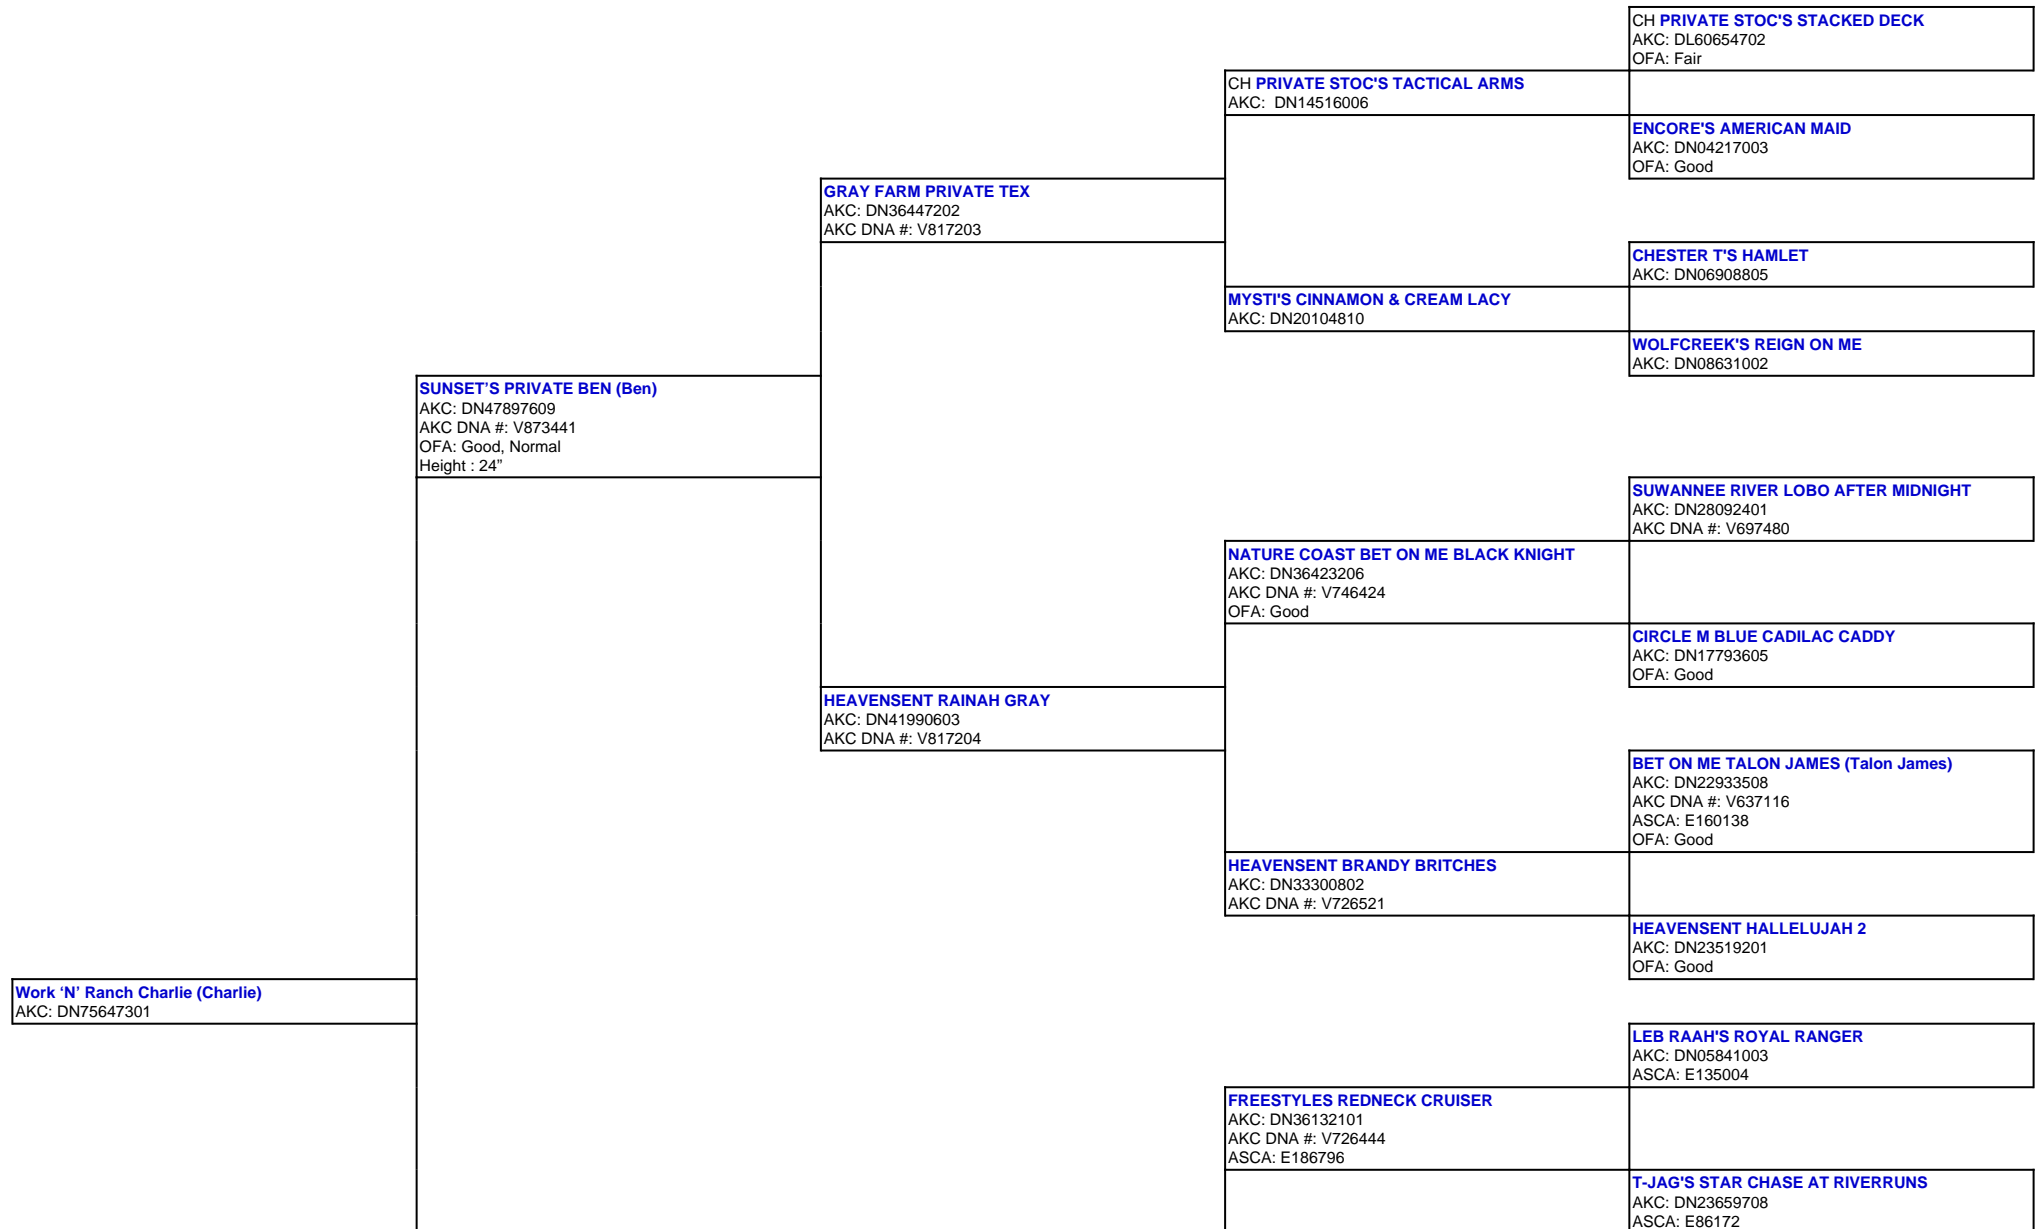 CH PRIVATE STOC'S STACKED DECK
AKC: DL60654702
OFA: Fair
CH PRIVATE STOC'S TACTICAL ARMS
AKC:  DN14516006
ENCORE'S AMERICAN MAID
AKC: DN04217003
OFA: Good
GRAY FARM PRIVATE TEX
AKC: DN36447202
AKC DNA #: V817203
CHESTER T'S HAMLET
AKC: DN06908805
MYSTI'S CINNAMON & CREAM LACY
AKC: DN20104810
WOLFCREEK'S REIGN ON ME
AKC: DN08631002
SUNSET’S PRIVATE BEN (Ben)
AKC: DN47897609
AKC DNA #: V873441
OFA: Good, Normal
Height : 24”
SUWANNEE RIVER LOBO AFTER MIDNIGHT
AKC: DN28092401
AKC DNA #: V697480
NATURE COAST BET ON ME BLACK KNIGHT
AKC: DN36423206
AKC DNA #: V746424
OFA: Good
CIRCLE M BLUE CADILAC CADDY
AKC: DN17793605
OFA: Good
HEAVENSENT RAINAH GRAY
AKC: DN41990603
AKC DNA #: V817204
BET ON ME TALON JAMES (Talon James)
AKC: DN22933508
AKC DNA #: V637116
ASCA: E160138
OFA: Good
HEAVENSENT BRANDY BRITCHES
AKC: DN33300802
AKC DNA #: V726521
HEAVENSENT HALLELUJAH 2
AKC: DN23519201
OFA: Good
Work ‘N’ Ranch Charlie (Charlie)
AKC: DN75647301
LEB RAAH'S ROYAL RANGER
AKC: DN05841003
ASCA: E135004
FREESTYLES REDNECK CRUISER
AKC: DN36132101
AKC DNA #: V726444
ASCA: E186796
T-JAG'S STAR CHASE AT RIVERRUNS
AKC: DN23659708
ASCA: E86172